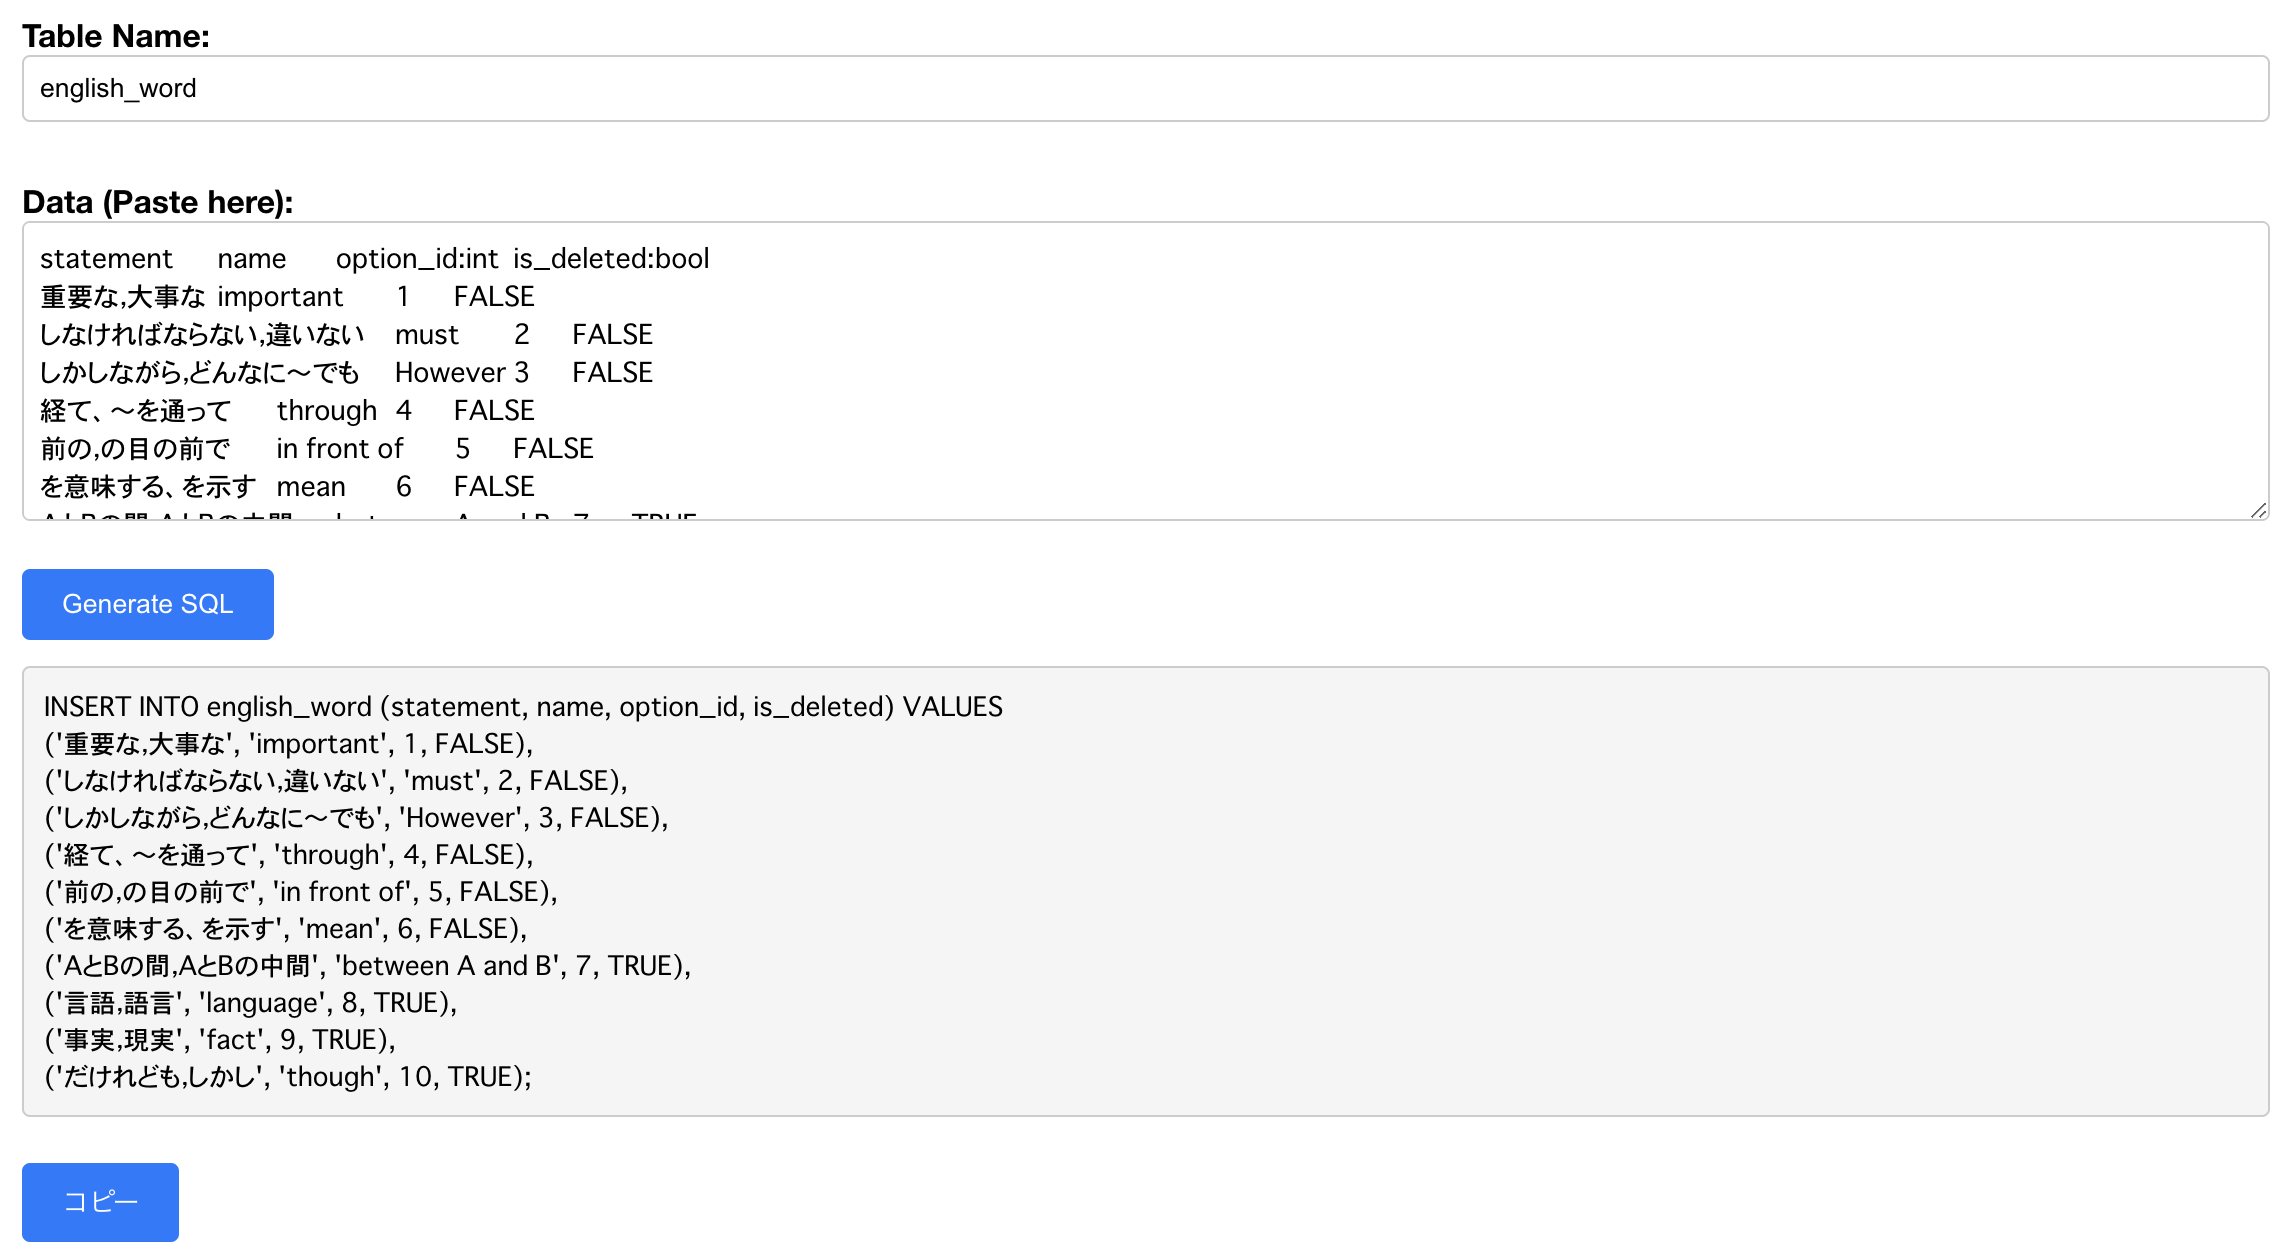 Table Name:
english_word
Data (Paste here):
statement	name	option_id:int	is_deleted:bool
重要な,大事な	important	1	FALSE
しなければならない,違いない	must	2	FALSE
しかしながら,どんなに～でも	However	3	FALSE
経て、～を通って	through	4	FALSE
前の,の目の前で	in front of	5	FALSE
を意味する、を示す	mean	6	FALSE
Generate SQL
INSERT INTO english_word (statement, name, option_id, is_deleted) VALUES
('重要な,大事な', 'important', 1, FALSE),
('しなければならない,違いない', 'must', 2, FALSE),
('しかしながら,どんなに～でも', 'However', 3, FALSE),
('経て、～を通って', 'through', 4, FALSE),
('前の,の目の前で', 'in front of', 5, FALSE),
('を意味する、を示す', 'mean', 6, FALSE),
('AとBの間,AとBの中間', 'between A and B', 7, TRUE),
('言語,語言', 'language', 8, TRUE),
('事実,現実', 'fact', 9, TRUE),
('だけれども,しかし', 'though', 10, TRUE);
コピー